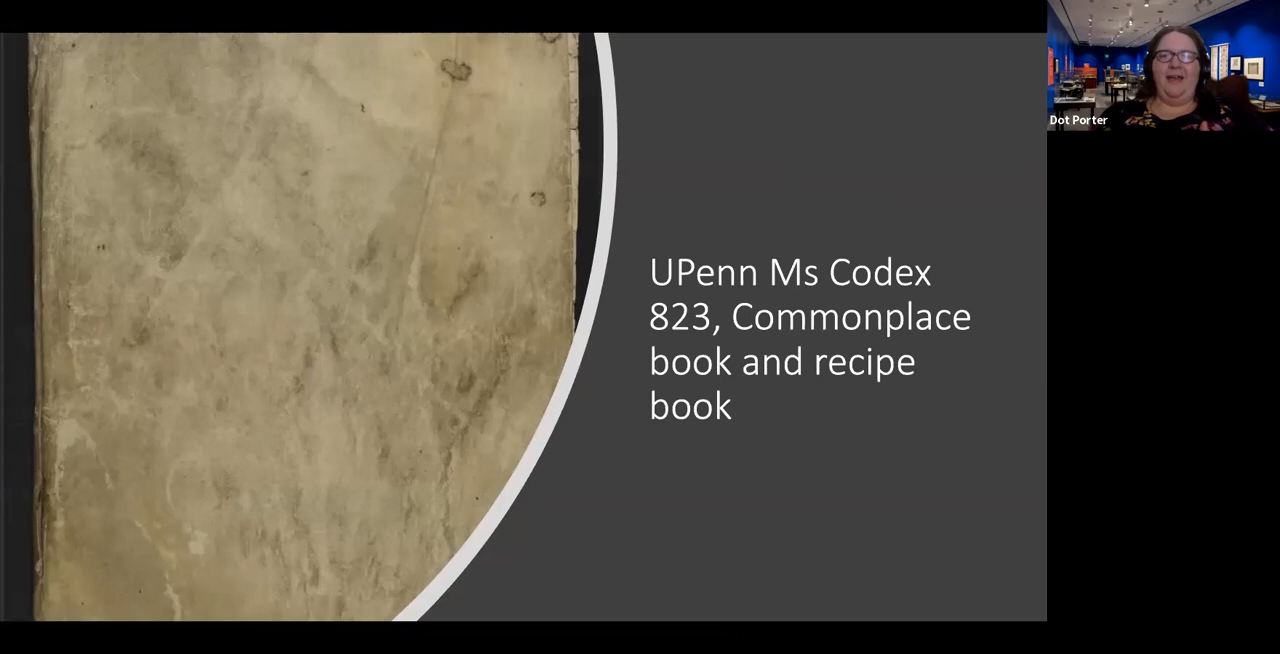 UPenn Ms Codex
823, Commonplace
book and recipe
book
Dot Porter